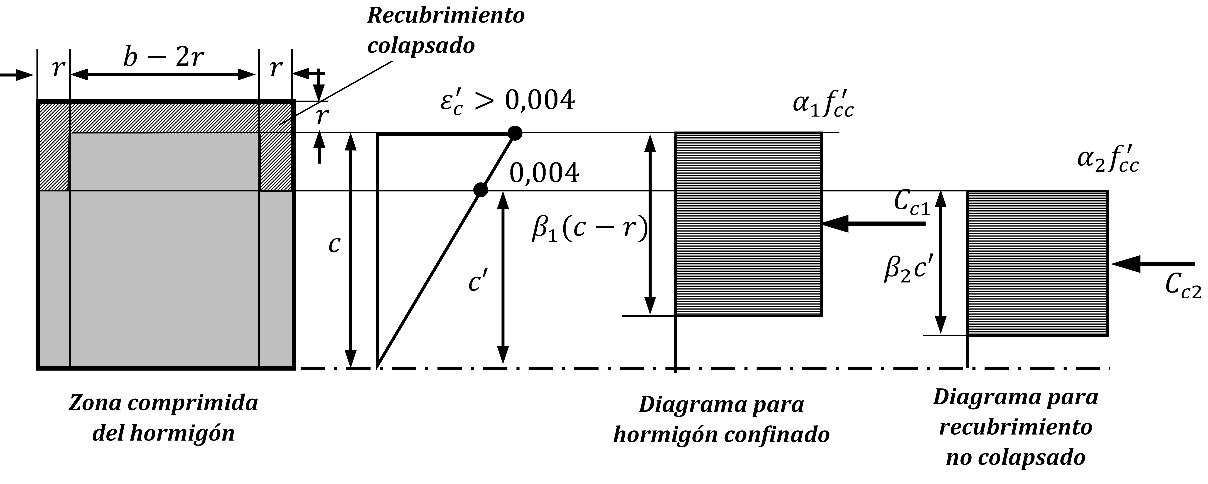 Recubrimiento
colapsado
r
b − 2r
r
r
ε′c > 0,004
0,004
c
c′
α₁f′cc
β₁(c − r)
Cc1
α₂f′cc
β₂c′
Cc2
Zona comprimida
del hormigón
Diagrama para
hormigón confinado
Diagrama para
recubrimiento
no colapsado